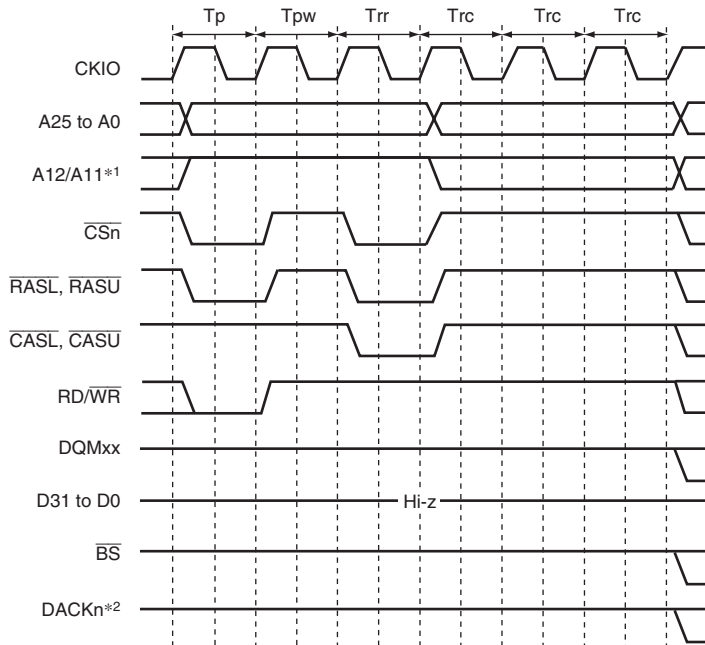 Tp Tpw Trr Trc Trc Trc
CKIO
A25 to A0
A12/A11*1
CSn
RASL, RASU
CASL, CASU
RD/WR
DQMxx
D31 to D0
Hi-z
BS
DACKn*2